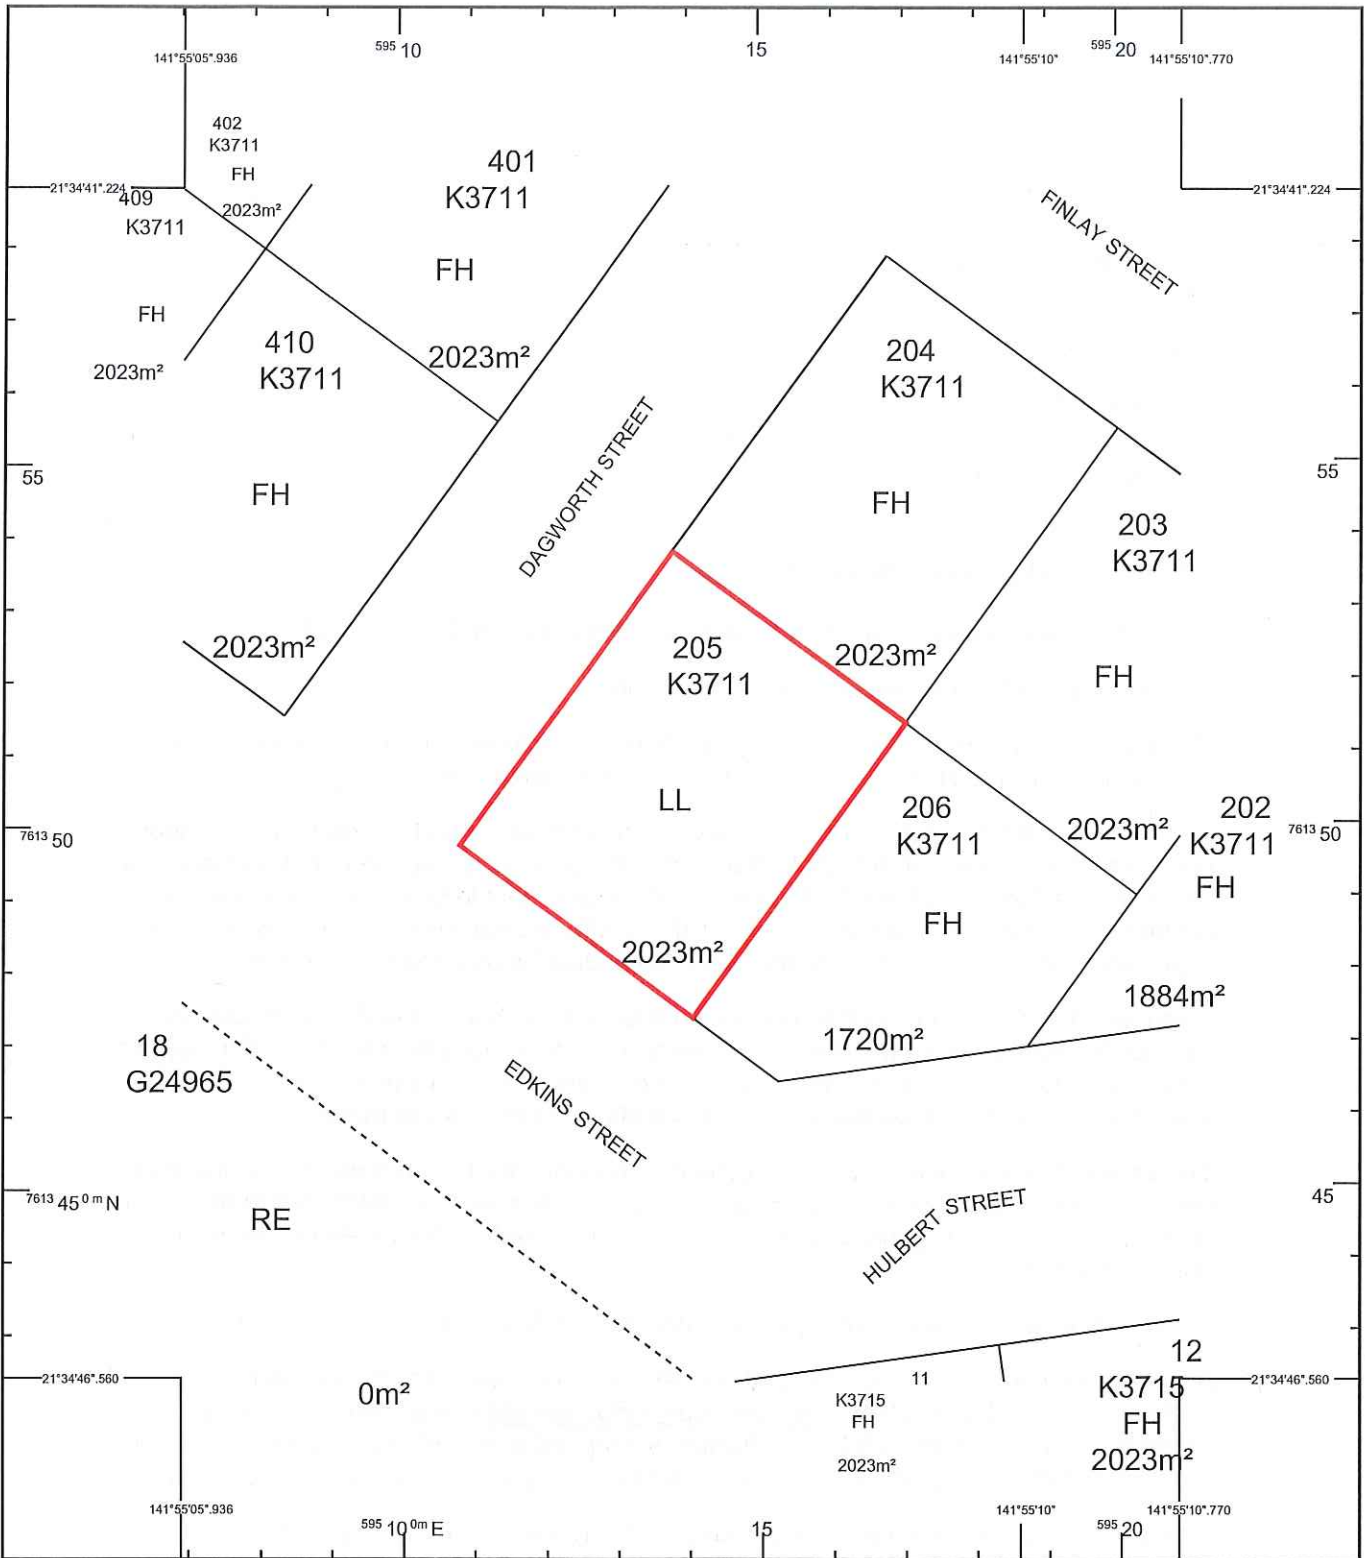 595 10
15
595 20
141°55'05".936
141°55'10"
141°55'10".770
402
K3711
FH
2023m²
401
K3711
FH
2023m²
21°34'41".224
21°34'41".224
409
K3711
FH
2023m²
FINLAY STREET
410
K3711
FH
2023m²
204
K3711
FH
2023m²
DAGWORTH STREET
55
55
203
K3711
FH
2023m²
205
K3711
LL
2023m²
206
K3711
FH
1720m²
202
K3711
FH
1884m²
7613 50
7613 50
18
G24965
RE
0m²
EDKINS STREET
HULBERT STREET
7613 45 0 m N
45
21°34'46".560
21°34'46".560
11
K3715
FH
2023m²
12
K3715
FH
2023m²
141°55'05".936
141°55'10"
141°55'10".770
595 10 0m E
15
595 20